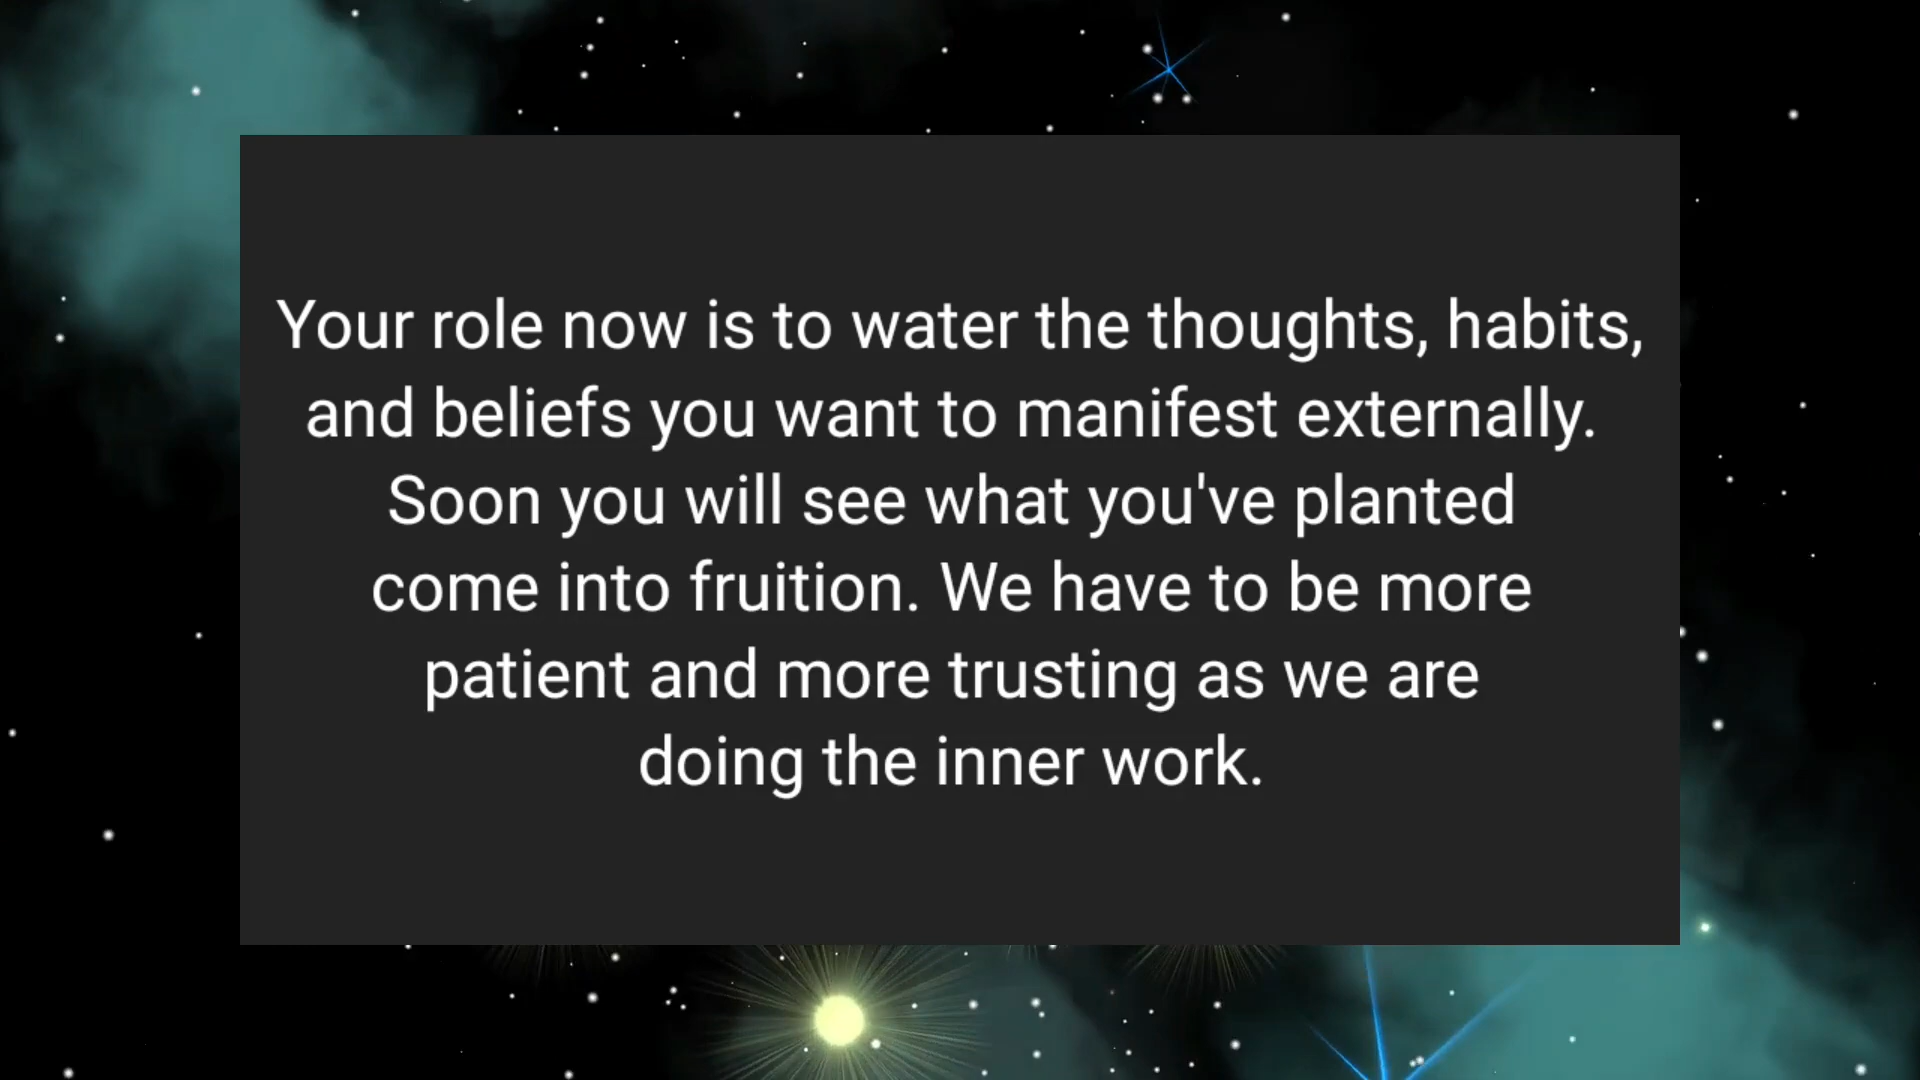 Your role now is to water the thoughts, habits,
and beliefs you want to manifest externally.
Soon you will see what you've planted
come into fruition. We have to be more
patient and more trusting as we are
doing the inner work.